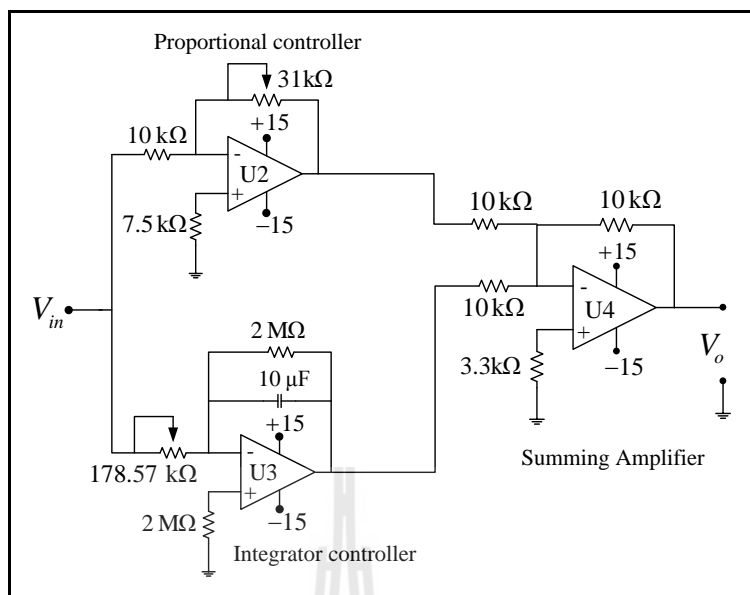 Proportional controller
31kΩ
10 kΩ
+15
-
U2
+
−15
7.5 kΩ
10 kΩ
10 kΩ
+15
-
U4
+
−15
10 kΩ
3.3kΩ
V_in
V_o
2 MΩ
10 µF
+15
-
U3
+
−15
178.57 kΩ
2 MΩ
Summing Amplifier
Integrator controller